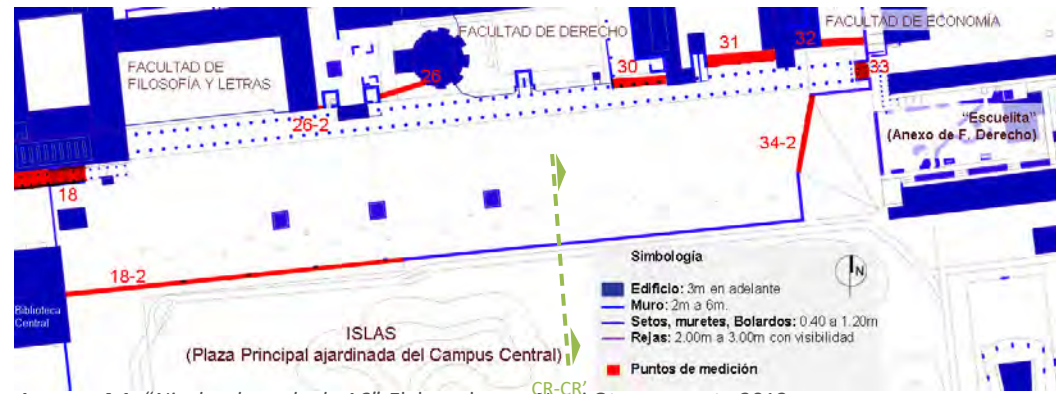 FACULTAD DE ECONOMÍA
FACULTAD DE DERECHO
31
32
26
30
33
FACULTAD DE
FILOSOFÍA Y LETRAS
26-2
"Escuelita"
(Anexo de F. Derecho)
34-2
18
18-2
Simbología
N
Edificio: 3m en adelante
Muro: 2m a 6m.
Setos, muretes, Bolardos: 0.40 a 1.20m
Rejas: 2.00m a 3.00m con visibilidad
Puntos de medición
Biblioteca
Central
ISLAS
(Plaza Principal ajardinada del Campus Central)
CR-CR'